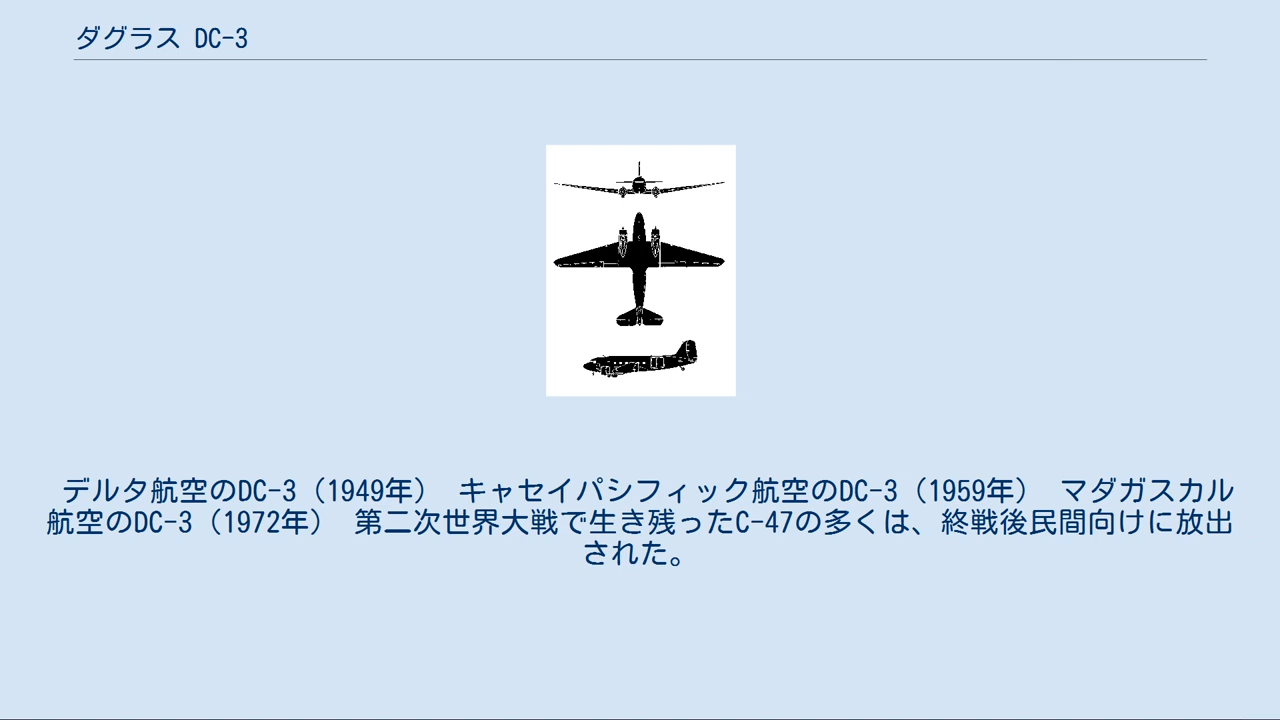 ダグラス DC-3
デルタ航空のDC-3（1949年） キャセイパシフィック航空のDC-3（1959年） マダガスカル
航空のDC-3（1972年） 第二次世界大戦で生き残ったC-47の多くは、終戦後民間向けに放出
された。